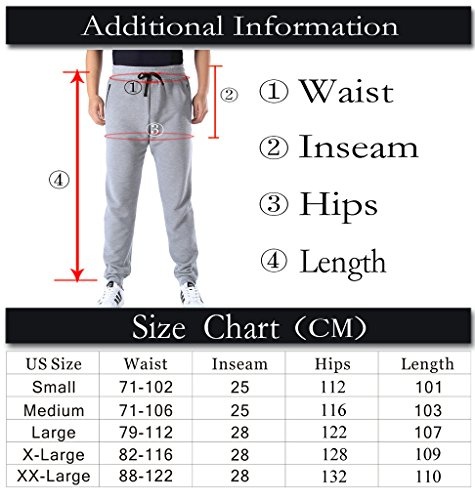 Additional Information
① Waist
② Inseam
③ Hips
④ Length
①
②
③
④
Size Chart (CM)
US Size Waist Inseam Hips Length
Small 71-102 25 112 101
Medium 71-106 25 116 103
Large 79-112 28 122 107
X-Large 82-116 28 128 109
XX-Large 88-122 28 132 110